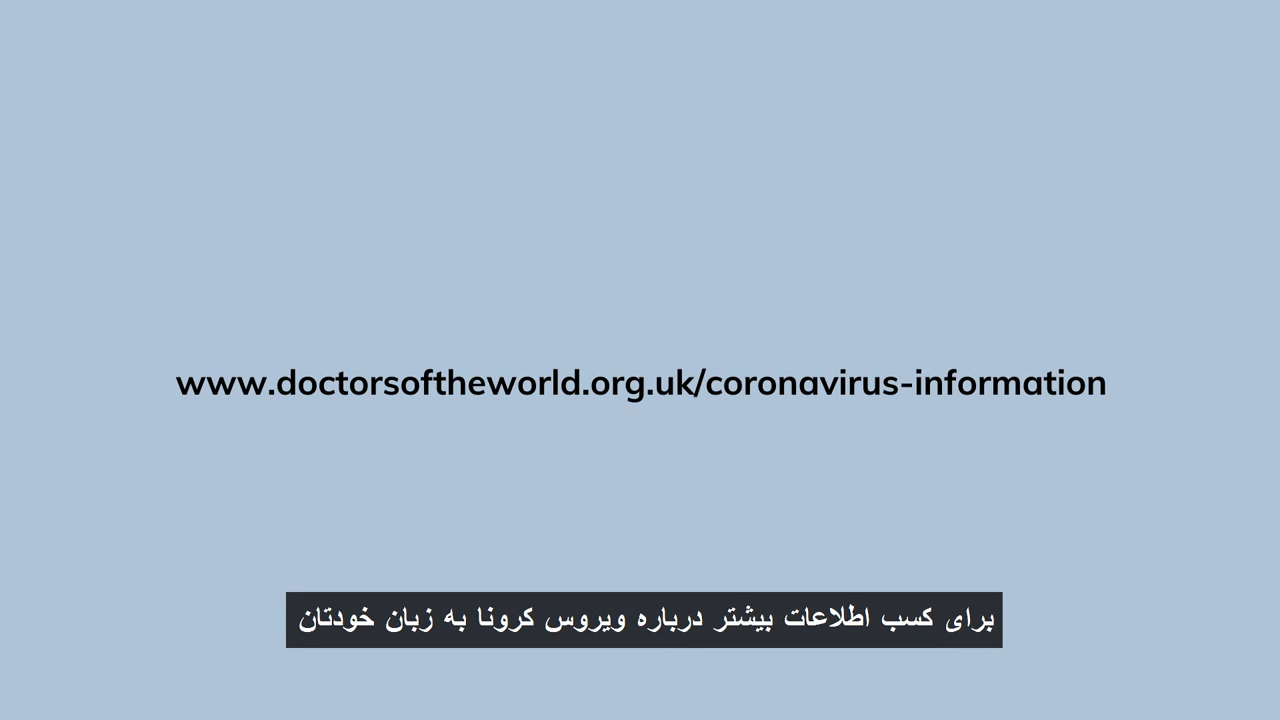 www.doctorsoftheworld.org.uk/coronavirus-information
برای کسب اطلاعات بیشتر درباره ویروس کرونا به زبان خودتان